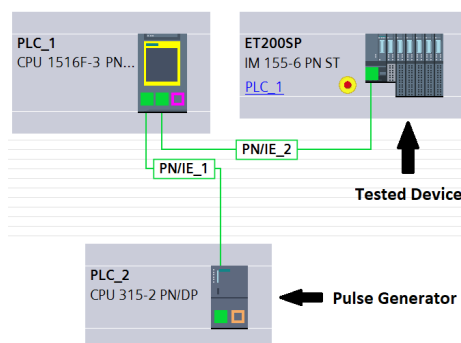 PLC_1
CPU 1516F-3 PN...
ET200SP
IM 155-6 PN ST
PLC_1
PN/IE_2
PN/IE_1
Tested Device
PLC_2
CPU 315-2 PN/DP
Pulse Generator